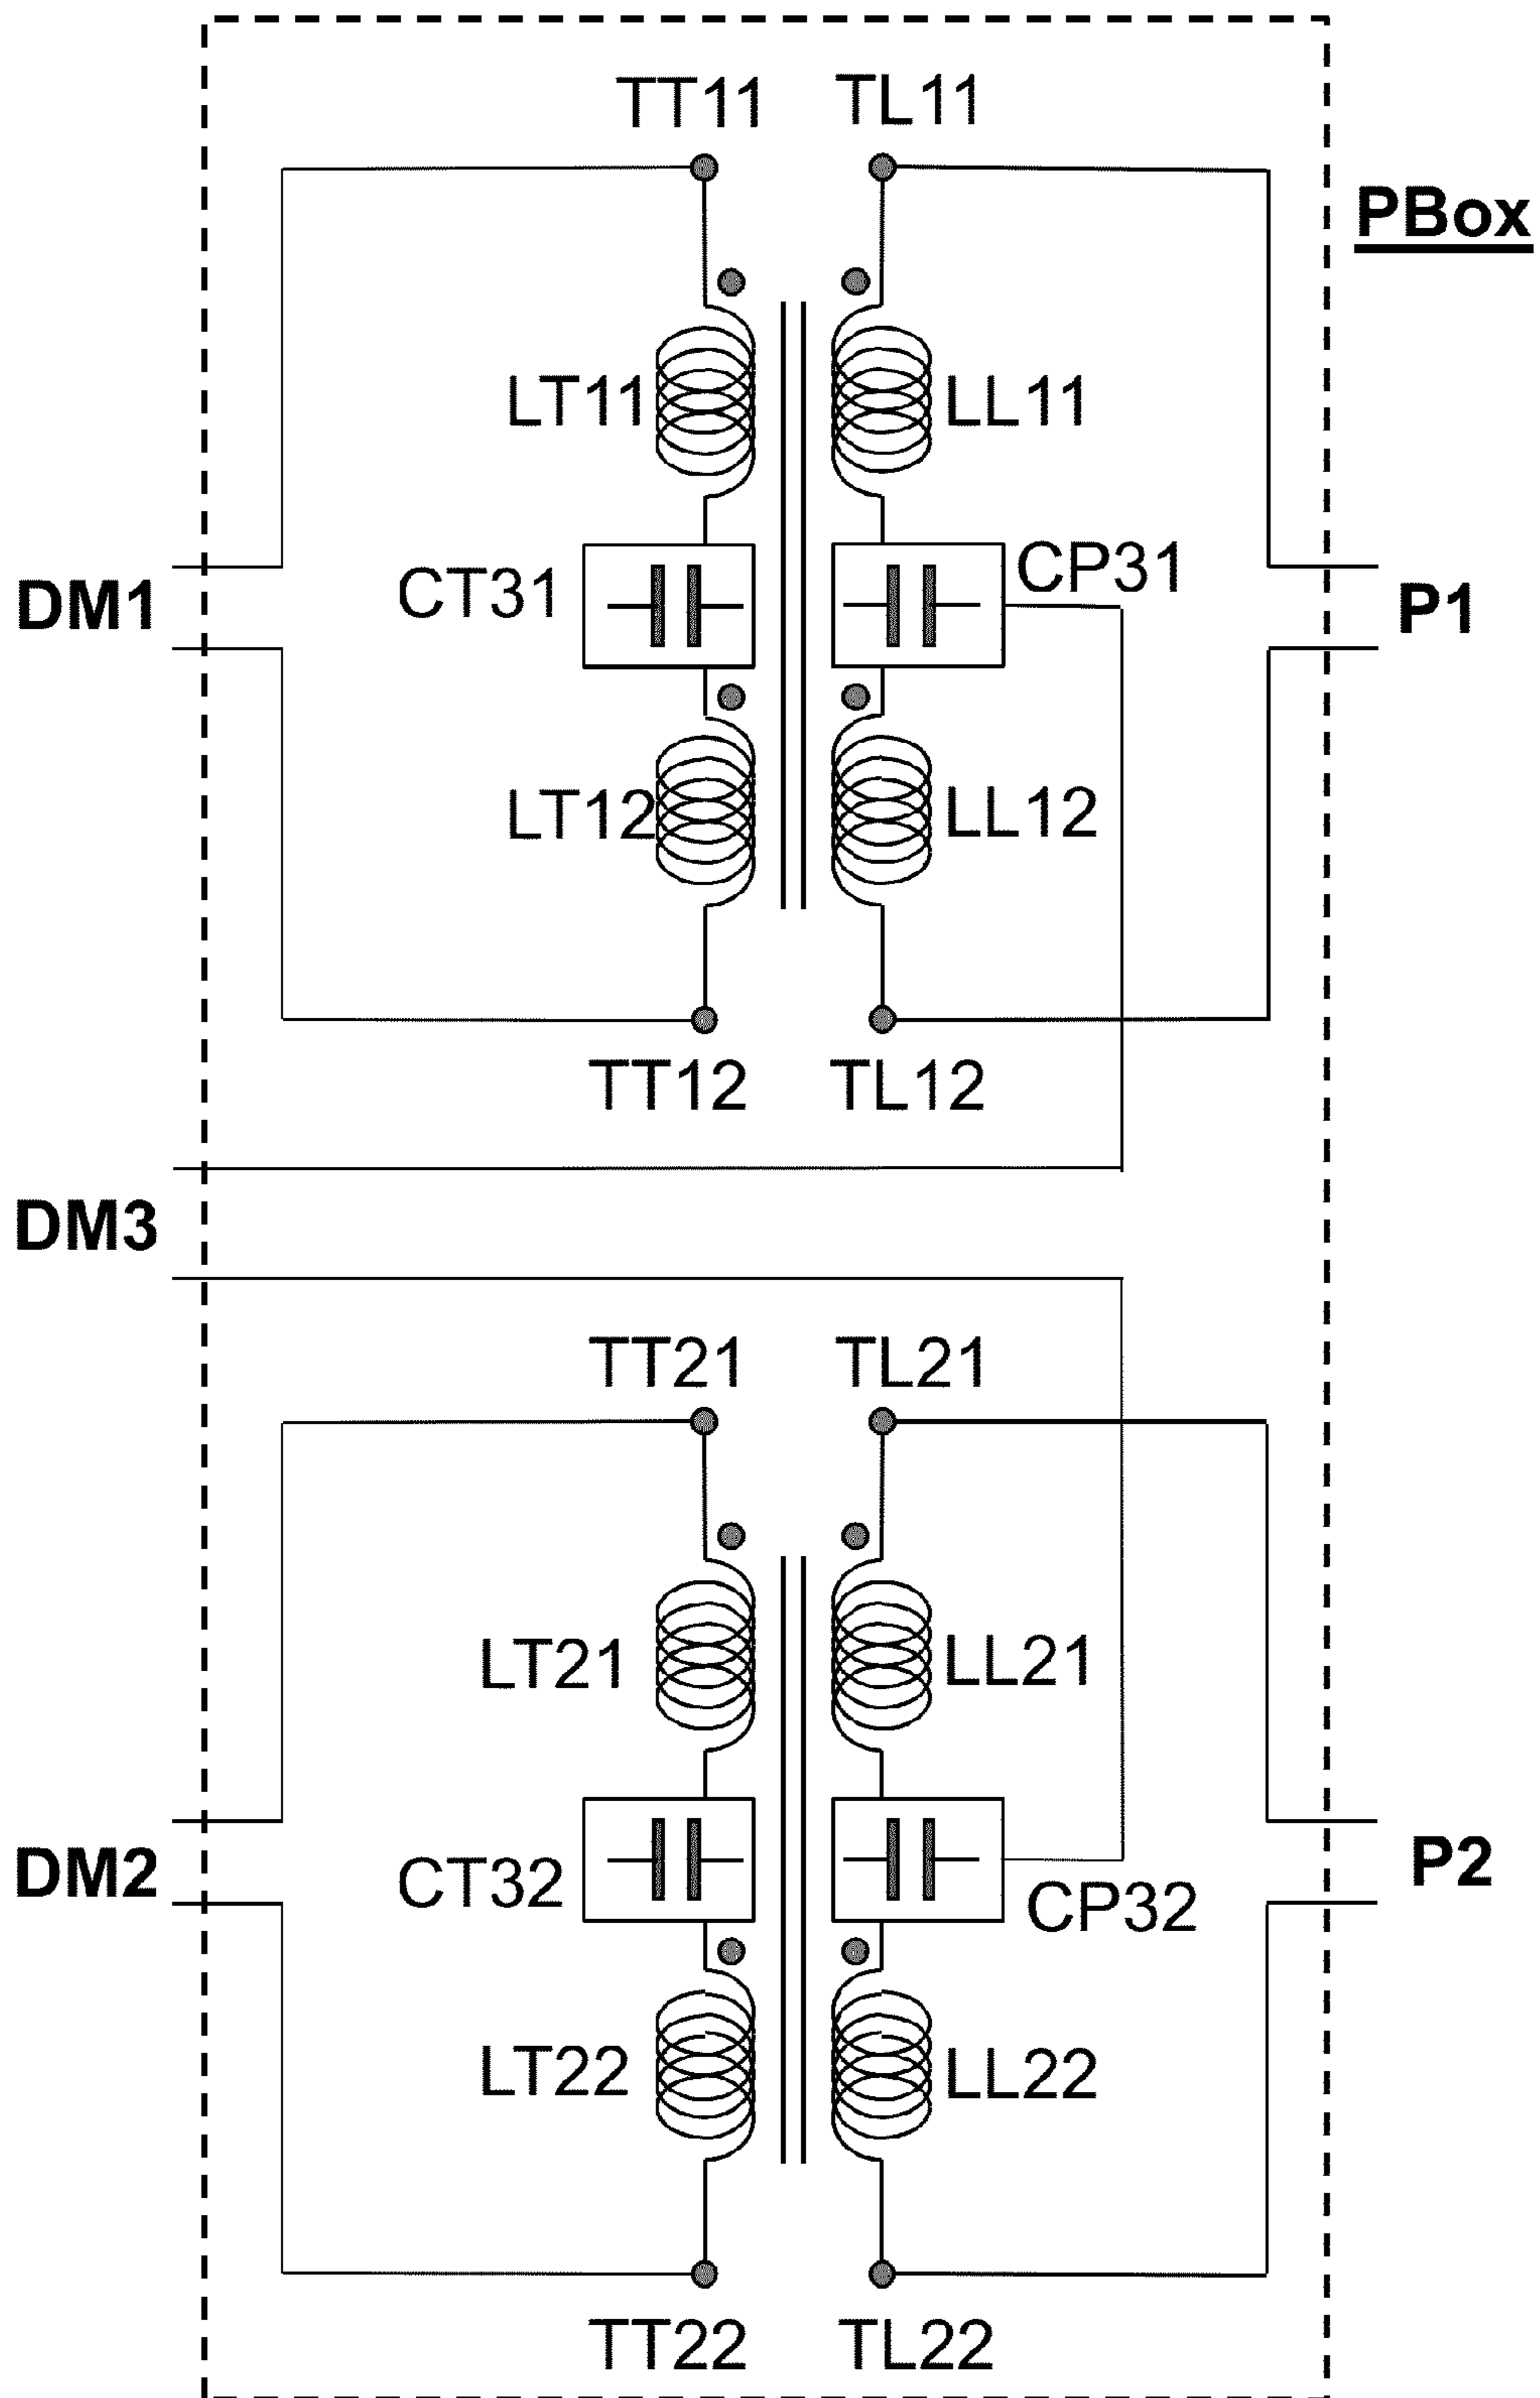 TT11 TL11
PBox
LT11 LL11
CT31 CP31
DM1 P1
LT12 LL12
TT12 TL12
DM3
TT21 TL21
LT21 LL21
CT32 CP32
DM2 P2
LT22 LL22
TT22 TL22